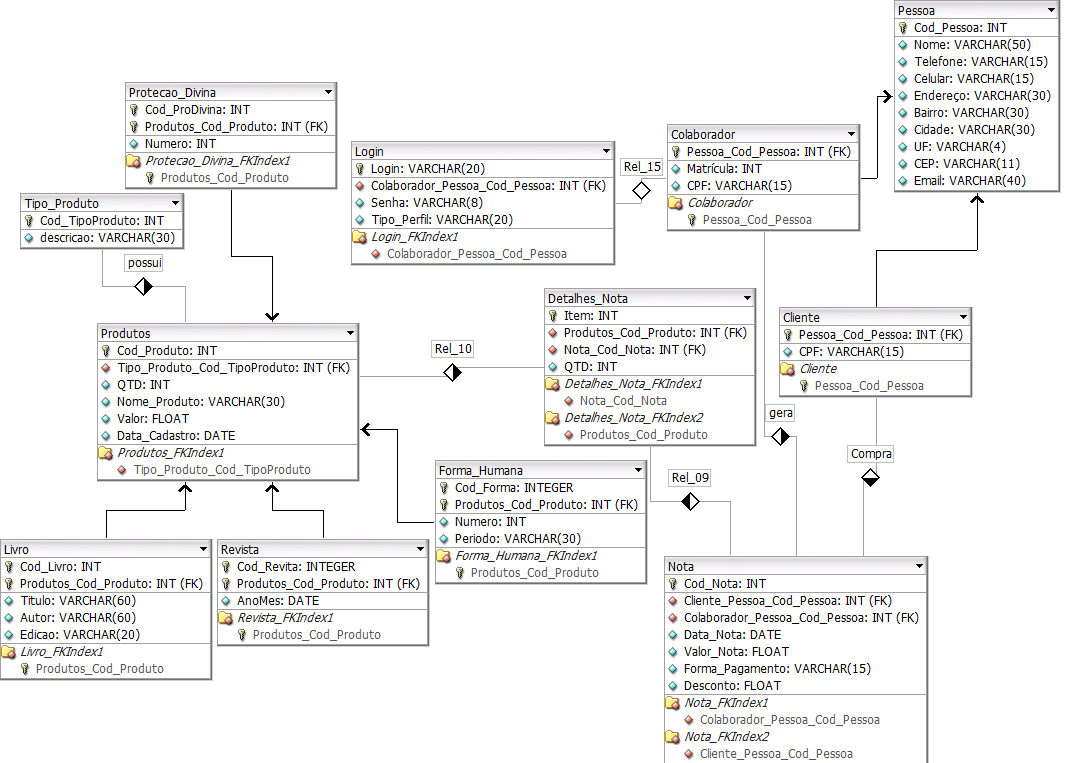 Pessoa
Cod_Pessoa: INT
Nome: VARCHAR(50)
Telefone: VARCHAR(15)
Celular: VARCHAR(15)
Endereço: VARCHAR(30)
Bairro: VARCHAR(30)
Cidade: VARCHAR(30)
UF: VARCHAR(4)
CEP: VARCHAR(11)
Email: VARCHAR(40)
Protecao_Divina
Cod_ProDivina: INT
Produtos_Cod_Produto: INT (FK)
Numero: INT
Protecao_Divina_FKIndex1
Produtos_Cod_Produto
Login
Login: VARCHAR(20)
Colaborador_Pessoa_Cod_Pessoa: INT (FK)
Senha: VARCHAR(8)
Tipo_Perfil: VARCHAR(20)
Login_FKIndex1
Colaborador_Pessoa_Cod_Pessoa
Rel_15
Colaborador
Pessoa_Cod_Pessoa: INT (FK)
Matrícula: INT
CPF: VARCHAR(15)
Colaborador
Pessoa_Cod_Pessoa
Tipo_Produto
Cod_TipoProduto: INT
descricao: VARCHAR(30)
possui
Produtos
Cod_Produto: INT
Tipo_Produto_Cod_TipoProduto: INT (FK)
QTD: INT
Nome_Produto: VARCHAR(30)
Valor: FLOAT
Data_Cadastro: DATE
Produtos_FKIndex1
Tipo_Produto_Cod_TipoProduto
Rel_10
Detalhes_Nota
Item: INT
Produtos_Cod_Produto: INT (FK)
Nota_Cod_Nota: INT (FK)
QTD: INT
Detalhes_Nota_FKIndex1
Nota_Cod_Nota
Detalhes_Nota_FKIndex2
Produtos_Cod_Produto
Cliente
Pessoa_Cod_Pessoa: INT (FK)
CPF: VARCHAR(15)
Cliente
Pessoa_Cod_Pessoa
gera
Compra
Rel_09
Forma_Humana
Cod_Forma: INTEGER
Produtos_Cod_Produto: INT (FK)
Numero: INT
Periodo: VARCHAR(30)
Forma_Humana_FKIndex1
Produtos_Cod_Produto
Livro
Cod_Livro: INT
Produtos_Cod_Produto: INT (FK)
Titulo: VARCHAR(60)
Autor: VARCHAR(60)
Edicao: VARCHAR(20)
Livro_FKIndex1
Produtos_Cod_Produto
Revista
Cod_Revita: INTEGER
Produtos_Cod_Produto: INT (FK)
AnoMes: DATE
Revista_FKIndex1
Produtos_Cod_Produto
Nota
Cod_Nota: INT
Cliente_Pessoa_Cod_Pessoa: INT (FK)
Colaborador_Pessoa_Cod_Pessoa: INT (FK)
Data_Nota: DATE
Valor_Nota: FLOAT
Forma_Pagamento: VARCHAR(15)
Desconto: FLOAT
Nota_FKIndex1
Colaborador_Pessoa_Cod_Pessoa
Nota_FKIndex2
Cliente_Pessoa_Cod_Pessoa